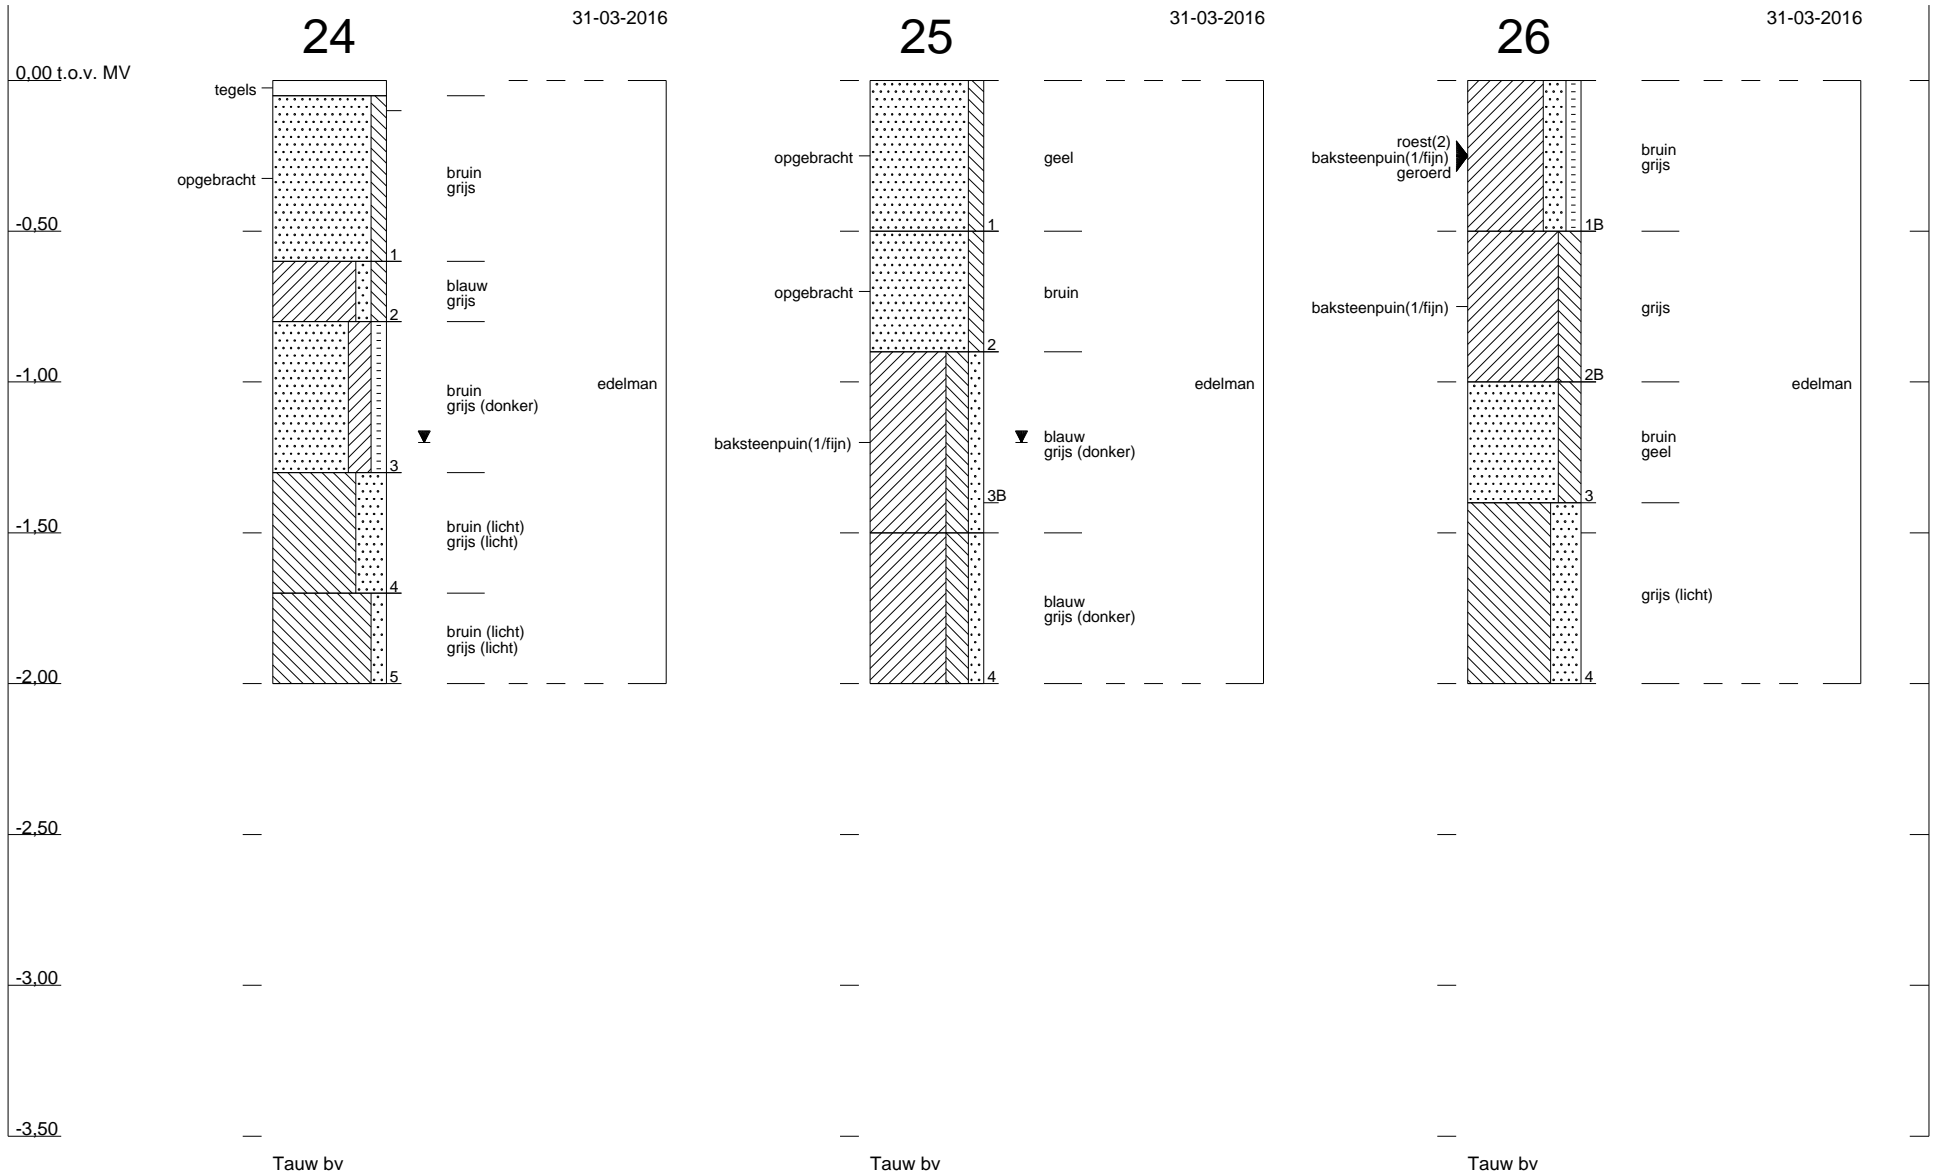 24
31-03-2016
25
31-03-2016
26
31-03-2016
0,00 t.o.v. MV
-0,50
-1,00
-1,50
-2,00
-2,50
-3,00
-3,50
tegels
opgebracht
1
2
3
4
5
bruin
grijs
blauw
grijs
bruin
grijs (donker)
bruin (licht)
grijs (licht)
bruin (licht)
grijs (licht)
edelman
opgebracht
opgebracht
baksteenpuin(1/fijn)
1
2
3B
4
geel
bruin
blauw
grijs (donker)
blauw
grijs (donker)
edelman
roest(2)
baksteenpuin(1/fijn)
geroerd
baksteenpuin(1/fijn)
1B
2B
3
4
bruin
grijs
grijs
bruin
geel
grijs (licht)
edelman
Tauw bv
Tauw bv
Tauw bv